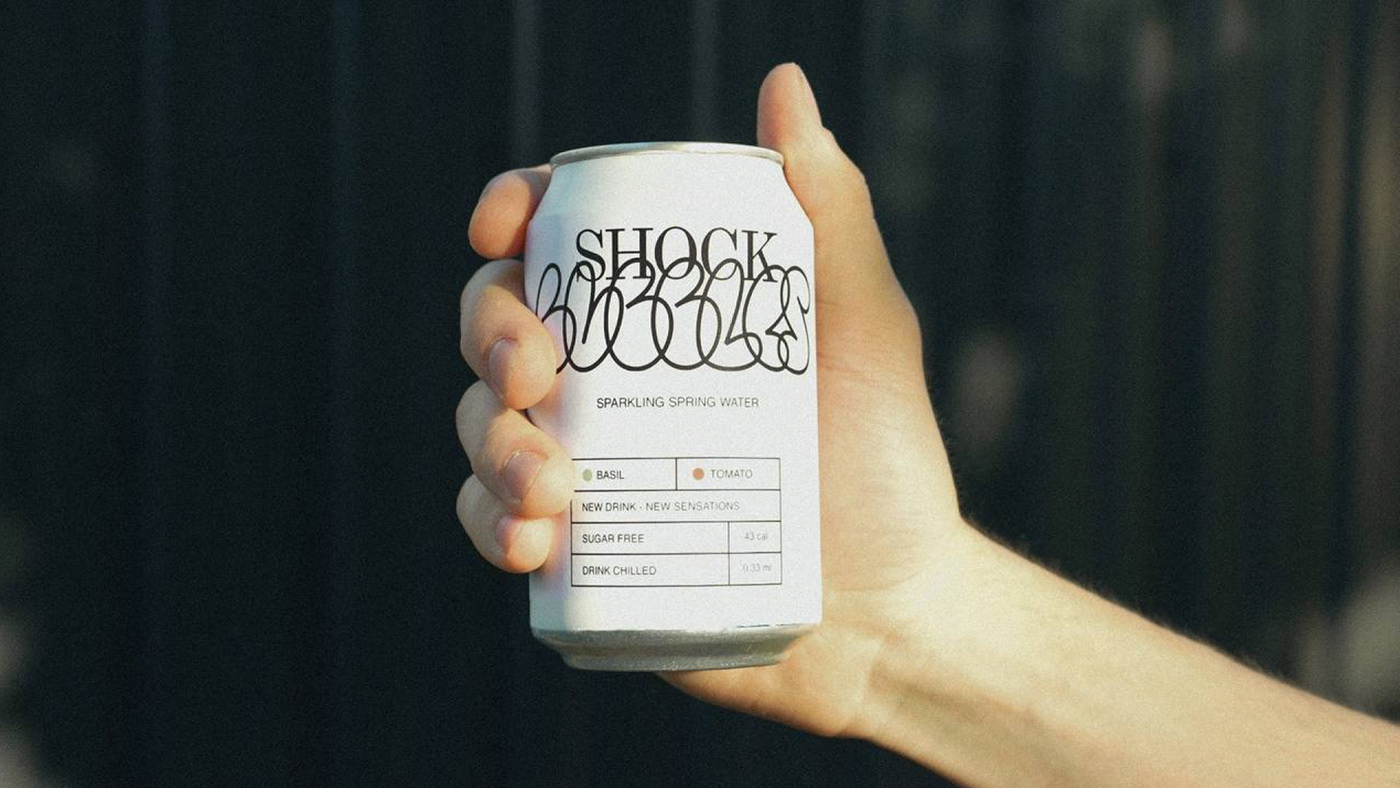 SHOCK
SPARKLING SPRING WATER
BASIL TOMATO
NEW DRINK · NEW SENSATIONS
SUGAR FREE 43 cal
DRINK CHILLED 0.33 ml